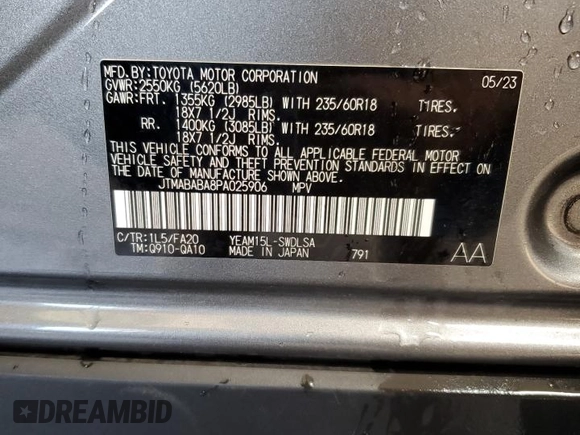 MFD.BY:TOYOTA MOTOR CORPORATION 05/23
GVWR:2550KG (5620LB)
GAWR:FRT. 1355KG (2985LB) WITH 235/60R18 TIRES.
18X7 1/2J RIMS.
RR. 1400KG (3085LB) WITH 235/60R18 TIRES.
18X7 1/2J RIMS.
THIS VEHICLE CONFORMS TO ALL APPLICABLE FEDERAL MOTOR
VEHICLE SAFETY AND THEFT PREVENTION STANDARDS IN EFFECT ON
THE DATE OF MANUFACTURE SHOWN ABOVE.
JTMABABA8PA025906 MPV
C/TR:1L5/FA20 YEAM15L-SWDLSA
TM:Q910-QA10 MADE IN JAPAN 791 AA
DREAMBID